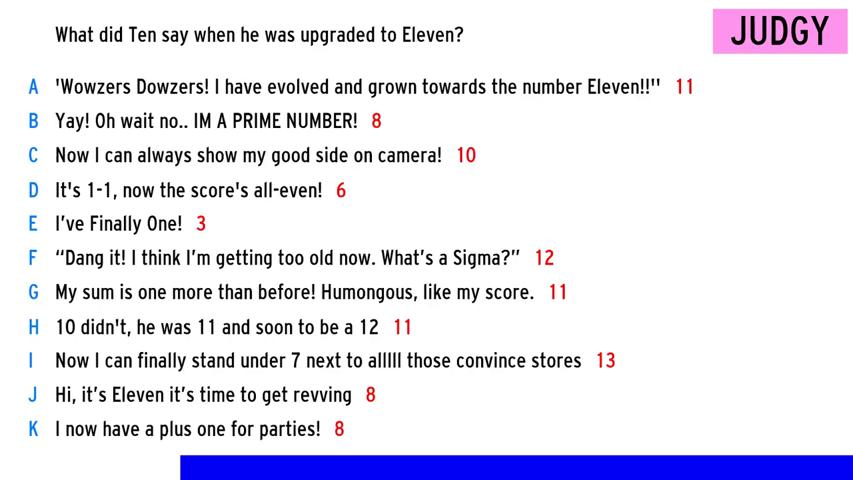 What did Ten say when he was upgraded to Eleven?
JUDGY
A 'Wowzers Dowzers! I have evolved and grown towards the number Eleven!!'' 11
B Yay! Oh wait no.. IM A PRIME NUMBER! 8
C Now I can always show my good side on camera! 10
D It's 1-1, now the score's all-even! 6
E I’ve Finally One! 3
F “Dang it! I think I’m getting too old now. What’s a Sigma?” 12
G My sum is one more than before! Humongous, like my score. 11
H 10 didn't, he was 11 and soon to be a 12 11
I Now I can finally stand under 7 next to alllll those convince stores 13
J Hi, it’s Eleven it’s time to get revving 8
K I now have a plus one for parties! 8